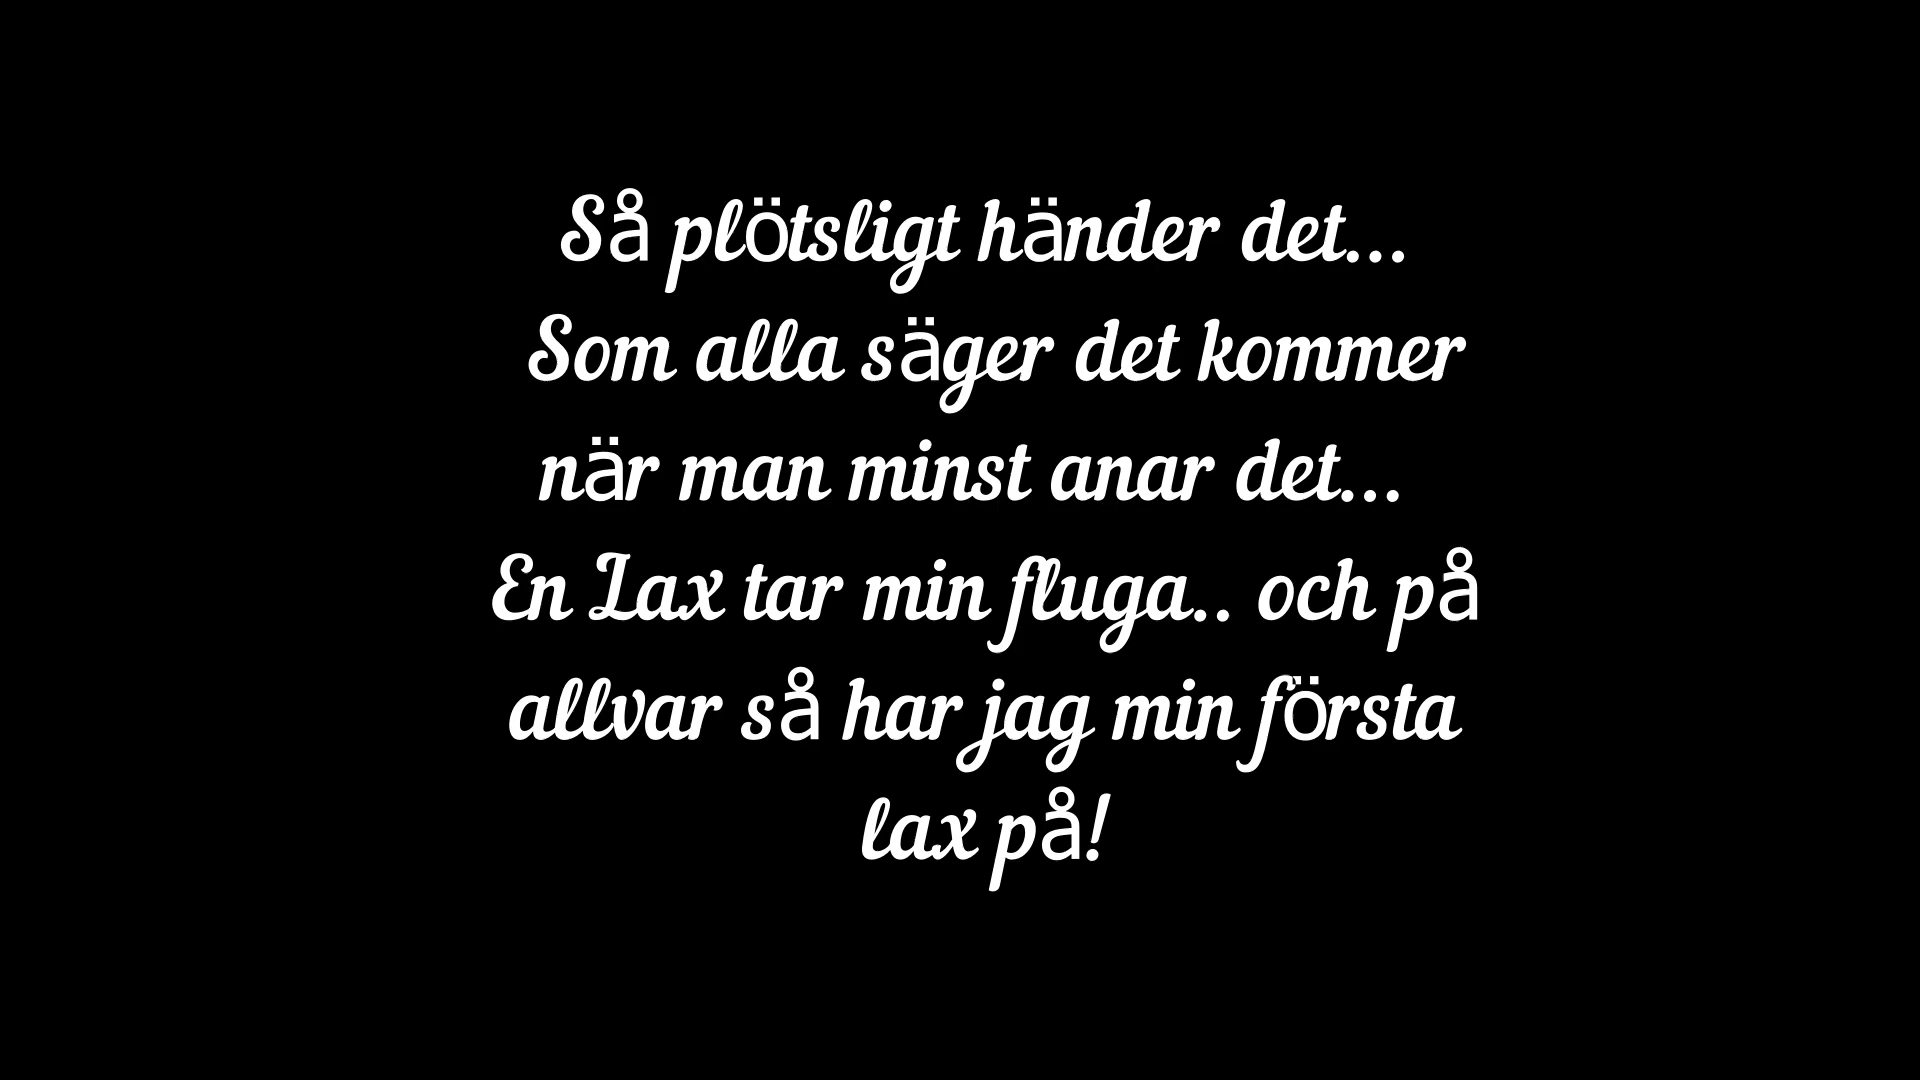 Så plötsligt händer det...
Som alla säger det kommer
när man minst anar det...
En Lax tar min fluga.. och på
allvar så har jag min första
lax på!